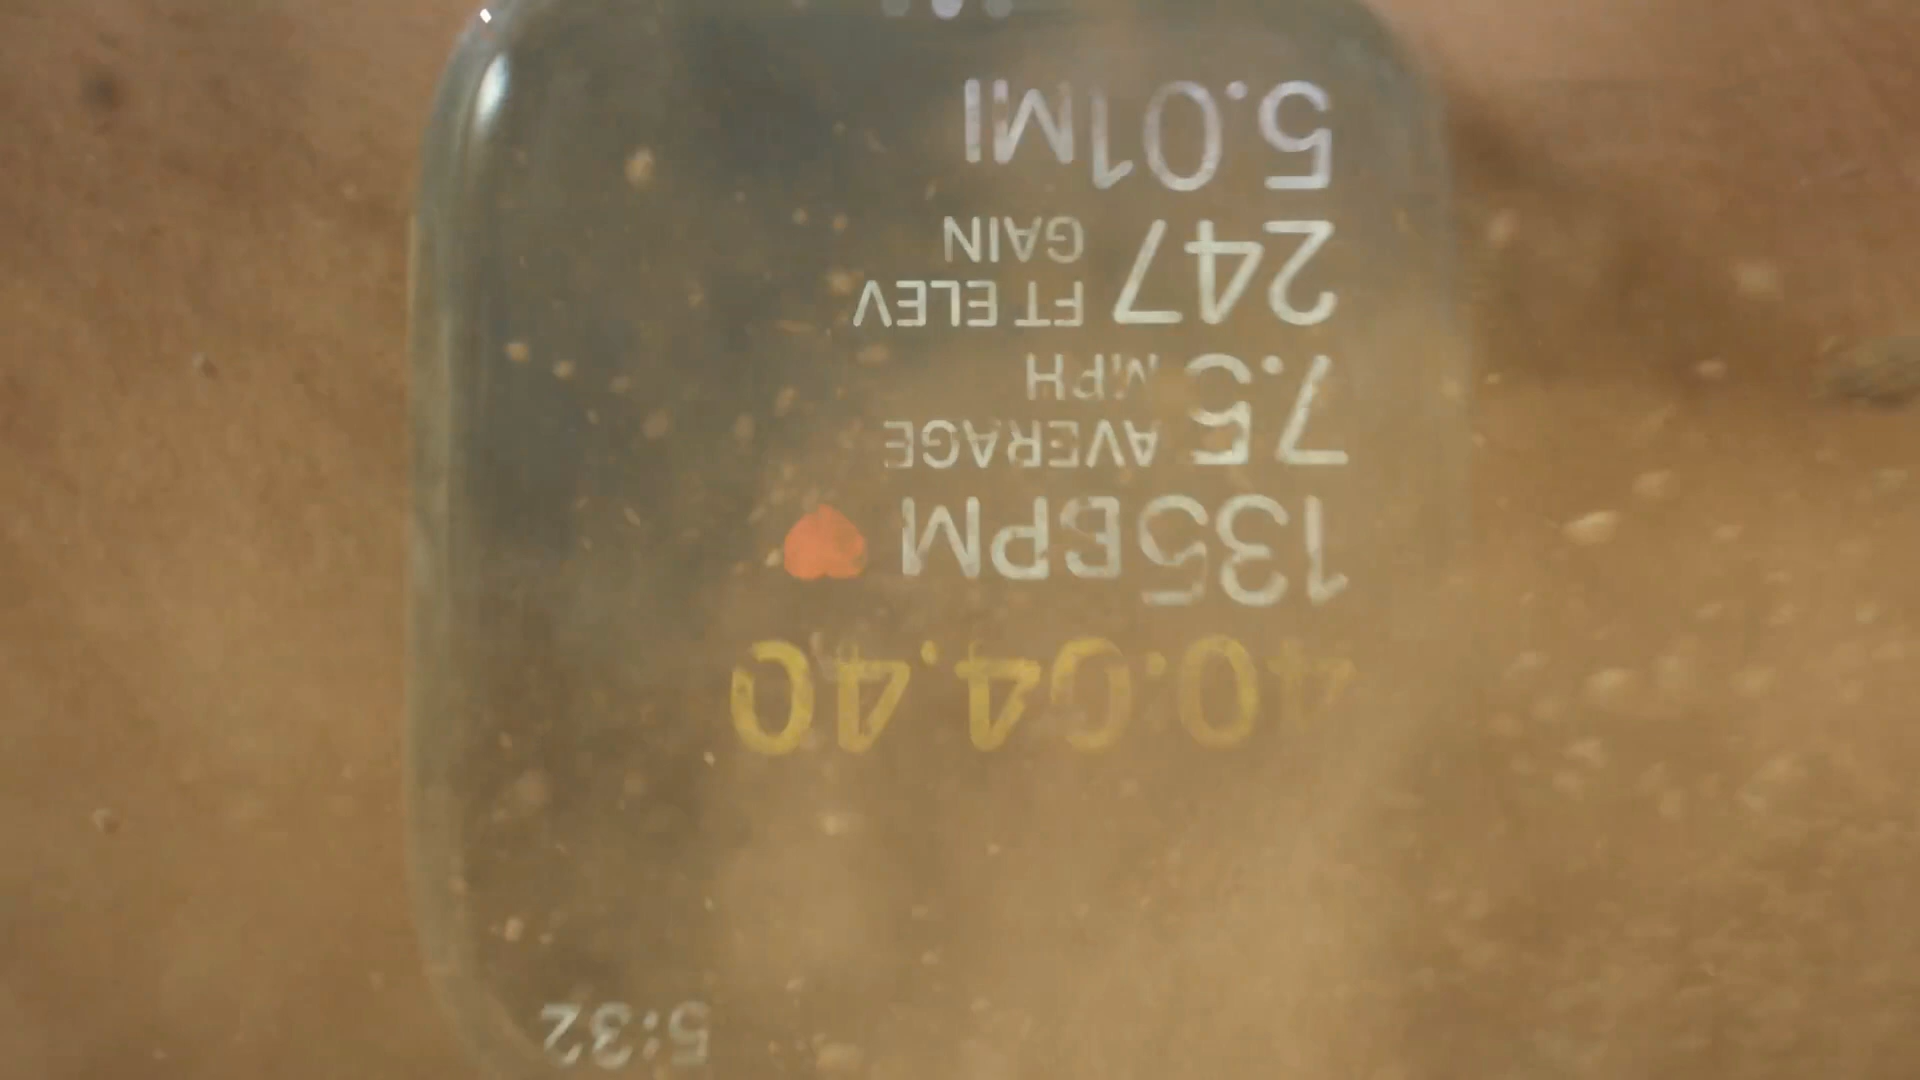 5:32
40:04.40
135BPM
7.5 AVERAGE
MPH
247 FT ELEV
GAIN
5.01MI